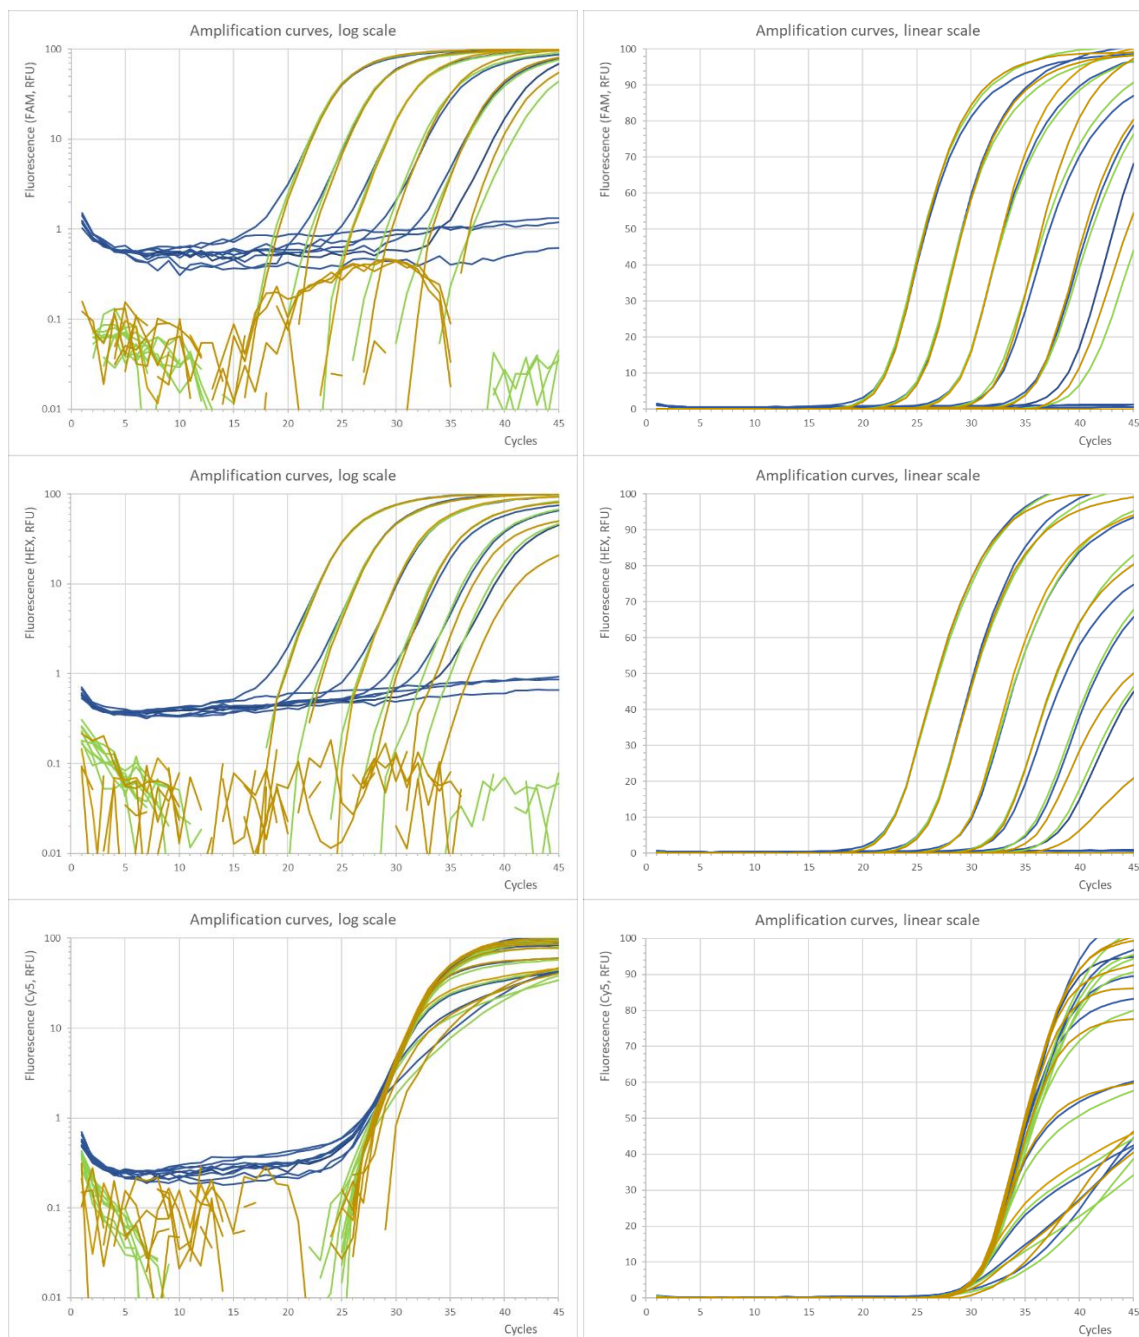 Amplification curves, log scale
Fluorescence (FAM, RFU)
100
10
1
0.1
0.01
0 5 10 15 20 25 30 35 40 45
Cycles
Amplification curves, linear scale
Fluorescence (FAM, RFU)
100
90
80
70
60
50
40
30
20
10
0
0 5 10 15 20 25 30 35 40 45
Cycles
Amplification curves, log scale
Fluorescence (HEX, RFU)
100
10
1
0.1
0.01
0 5 10 15 20 25 30 35 40 45
Cycles
Amplification curves, linear scale
Fluorescence (HEX, RFU)
100
90
80
70
60
50
40
30
20
10
0
0 5 10 15 20 25 30 35 40 45
Cycles
Amplification curves, log scale
Fluorescence (Cy5, RFU)
100
10
1
0.1
0.01
0 5 10 15 20 25 30 35 40 45
Cycles
Amplification curves, linear scale
Fluorescence (Cy5, RFU)
100
90
80
70
60
50
40
30
20
10
0
0 5 10 15 20 25 30 35 40 45
Cycles